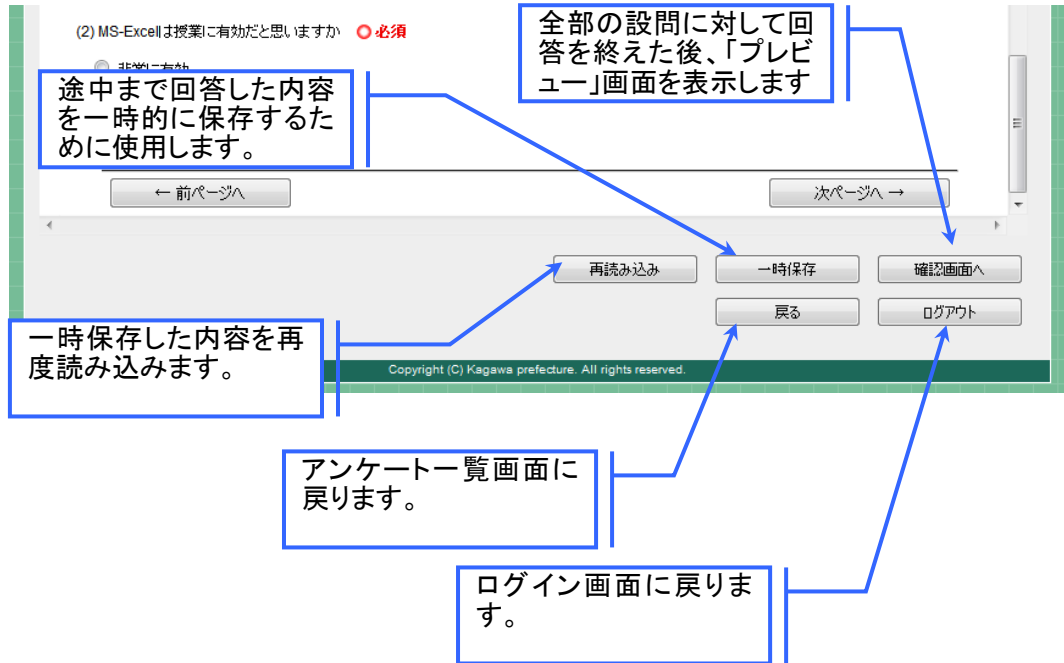 (2) MS-Excelは授業に有効だと思いますか 必須
全部の設問に対して回
答を終えた後、「プレビ
ュー」画面を表示します
途中まで回答した内容
を一時的に保存するた
めに使用します。
← 前ページへ
次ページへ →
再読み込み
一時保存
確認画面へ
戻る
ログアウト
一時保存した内容を再
度読み込みます。
Copyright (C) Kagawa prefecture. All rights reserved.
アンケート一覧画面に
戻ります。
ログイン画面に戻りま
す。